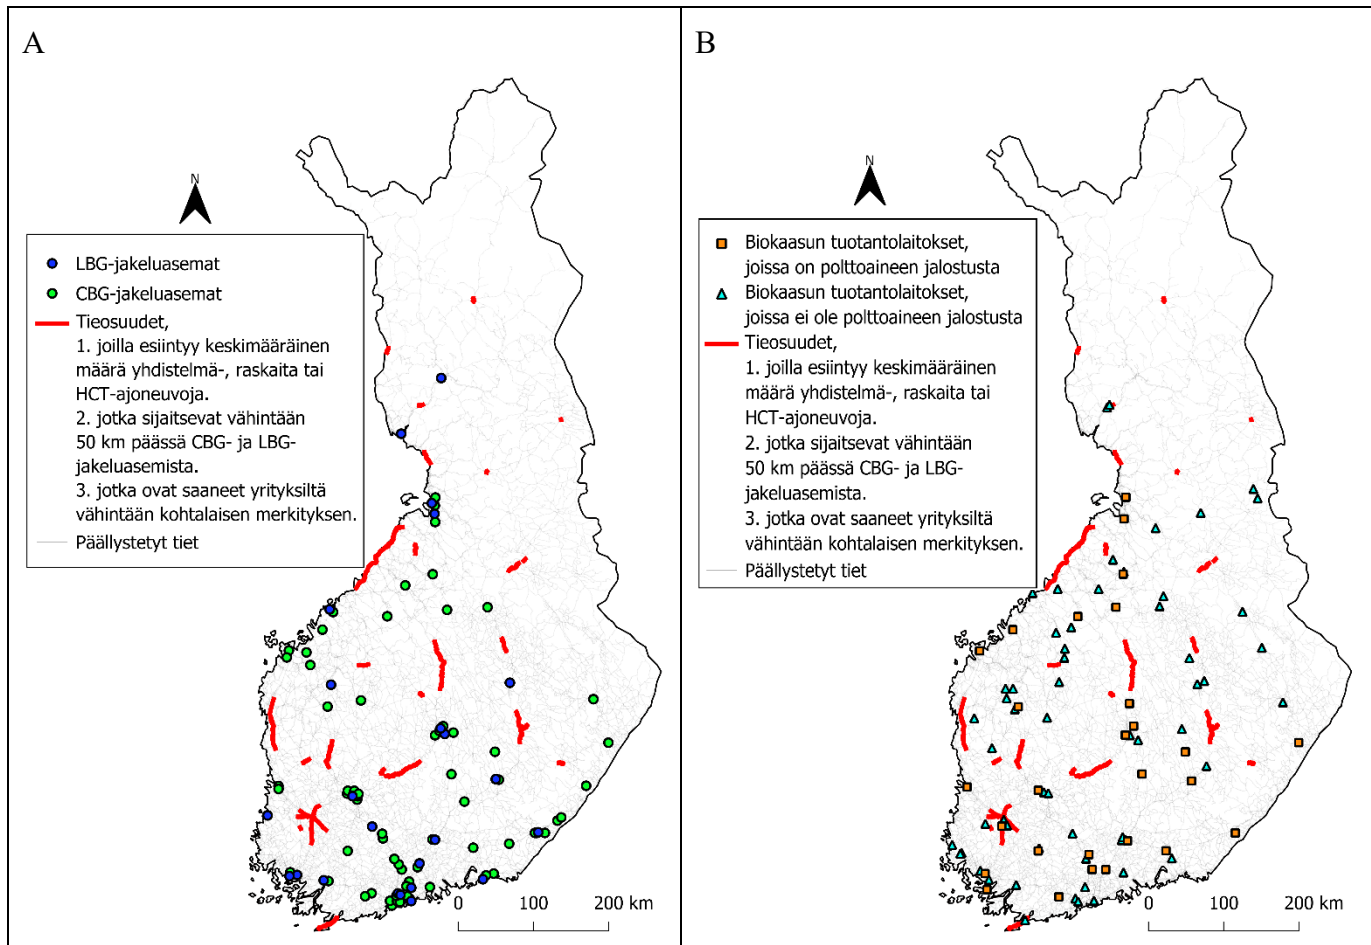 A
N
LBG-jakeluasemat
CBG-jakeluasemat
Tieosuudet,
1. joilla esiintyy keskimääräinen
määrä yhdistelmä-, raskaita tai
HCT-ajoneuvoja.
2. jotka sijaitsevat vähintään
50 km päässä CBG- ja LBG-
jakeluasemista.
3. jotka ovat saaneet yrityksiltä
vähintään kohtalaisen merkityksen.
Päällystetyt tiet
0 100 200 km
B
N
Biokaasun tuotantolaitokset,
joissa on polttoaineen jalostusta
Biokaasun tuotantolaitokset,
joissa ei ole polttoaineen jalostusta
Tieosuudet,
1. joilla esiintyy keskimääräinen
määrä yhdistelmä-, raskaita tai
HCT-ajoneuvoja.
2. jotka sijaitsevat vähintään
50 km päässä CBG- ja LBG-
jakeluasemista.
3. jotka ovat saaneet yrityksiltä
vähintään kohtalaisen merkityksen.
Päällystetyt tiet
0 100 200 km